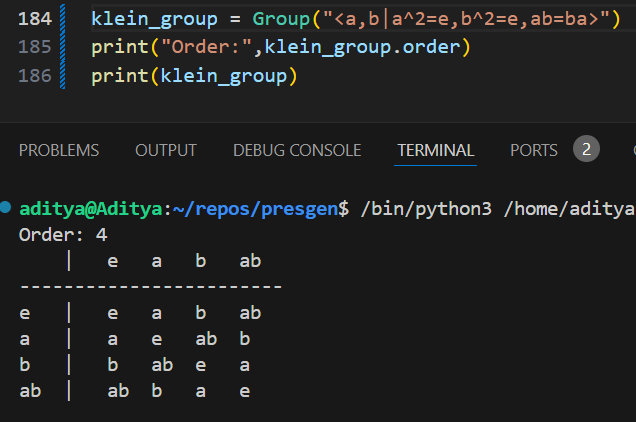 184 klein_group = Group("<a,b|a^2=e,b^2=e,ab=ba>")
185 print("Order:",klein_group.order)
186 print(klein_group)
PROBLEMS OUTPUT DEBUG CONSOLE TERMINAL PORTS 2
aditya@Aditya:~/repos/presgen$ /bin/python3 /home/aditya
Order: 4
   |   e   a   b   ab
------------------------
e  |   e   a   b   ab
a  |   a   e   ab  b
b  |   b   ab  e   a
ab |   ab  b   a   e